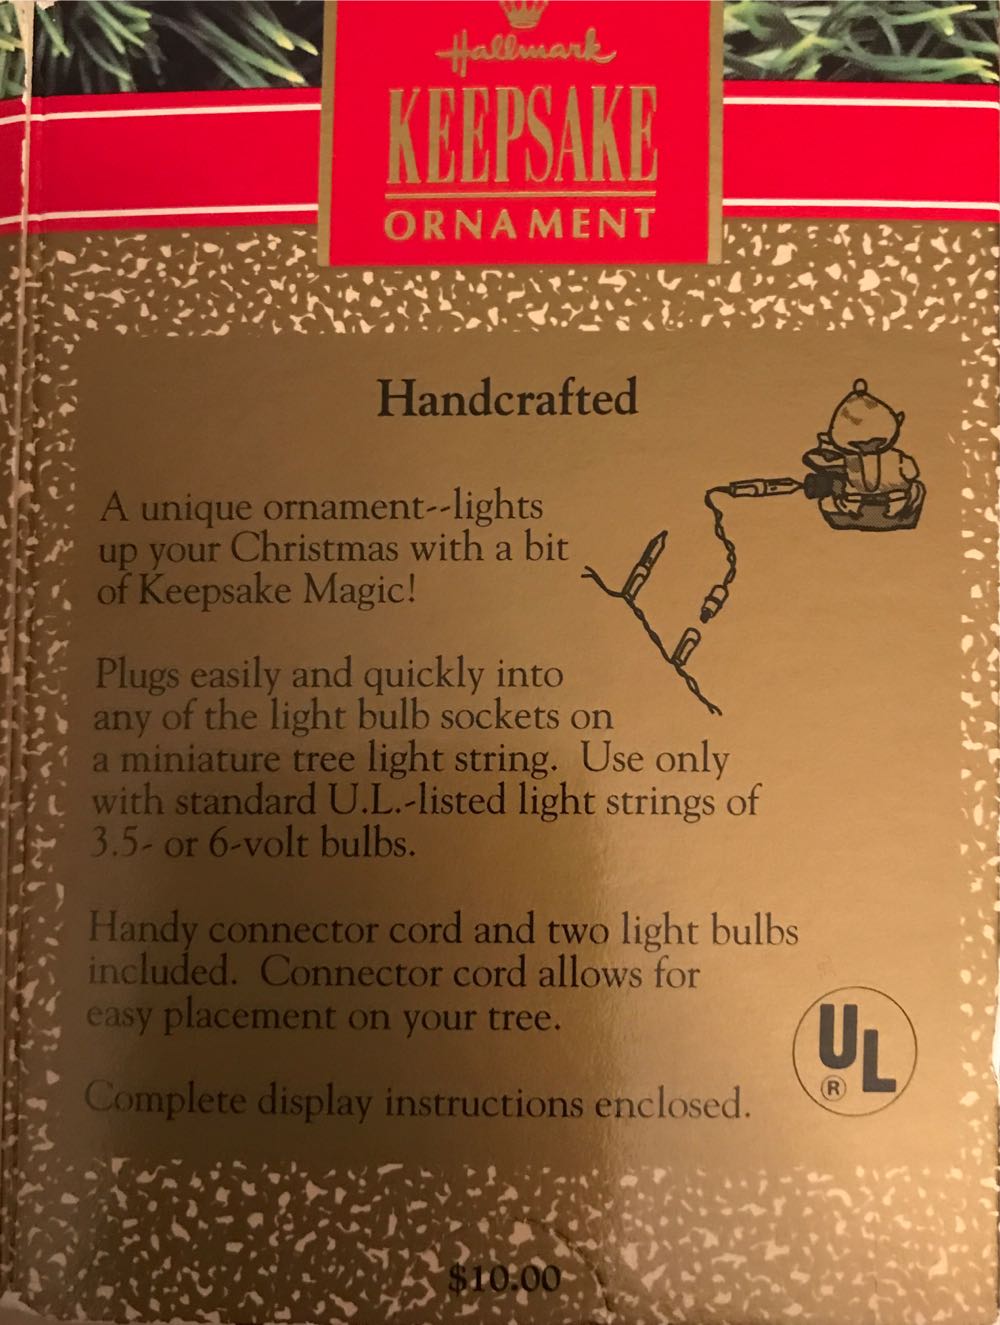 Hallmark
KEEPSAKE
ORNAMENT
Handcrafted
A unique ornament--lights
up your Christmas with a bit
of Keepsake Magic!
Plugs easily and quickly into
any of the light bulb sockets on
a miniature tree light string. Use only
with standard U.L.-listed light strings of
3.5- or 6-volt bulbs.
Handy connector cord and two light bulbs
included. Connector cord allows for
easy placement on your tree.
UL
®
Complete display instructions enclosed.
$10.00